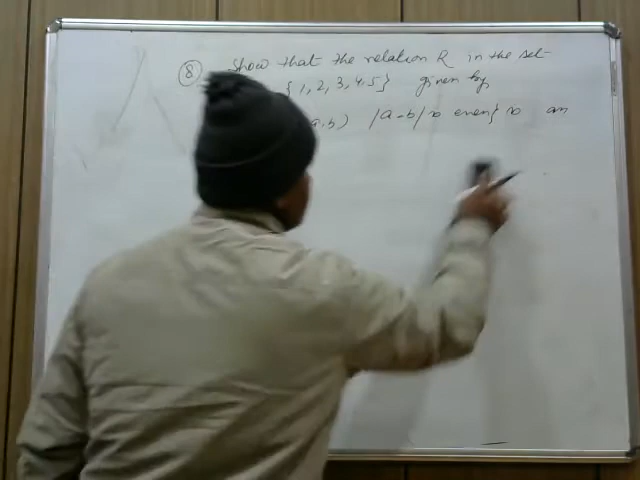 ⑧ Show that the relation R in the set
{1, 2, 3, 4.5} given by
a, b) |a-b| is even} is an